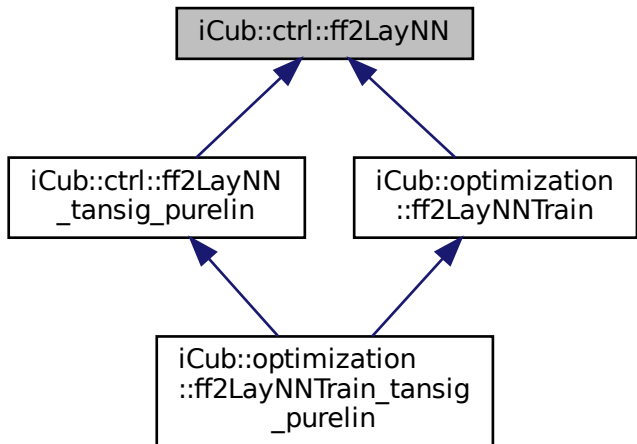 iCub::ctrl::ff2LayNN
iCub::ctrl::ff2LayNN
_tansig_purelin
iCub::optimization
::ff2LayNNTrain
iCub::optimization
::ff2LayNNTrain_tansig
_purelin